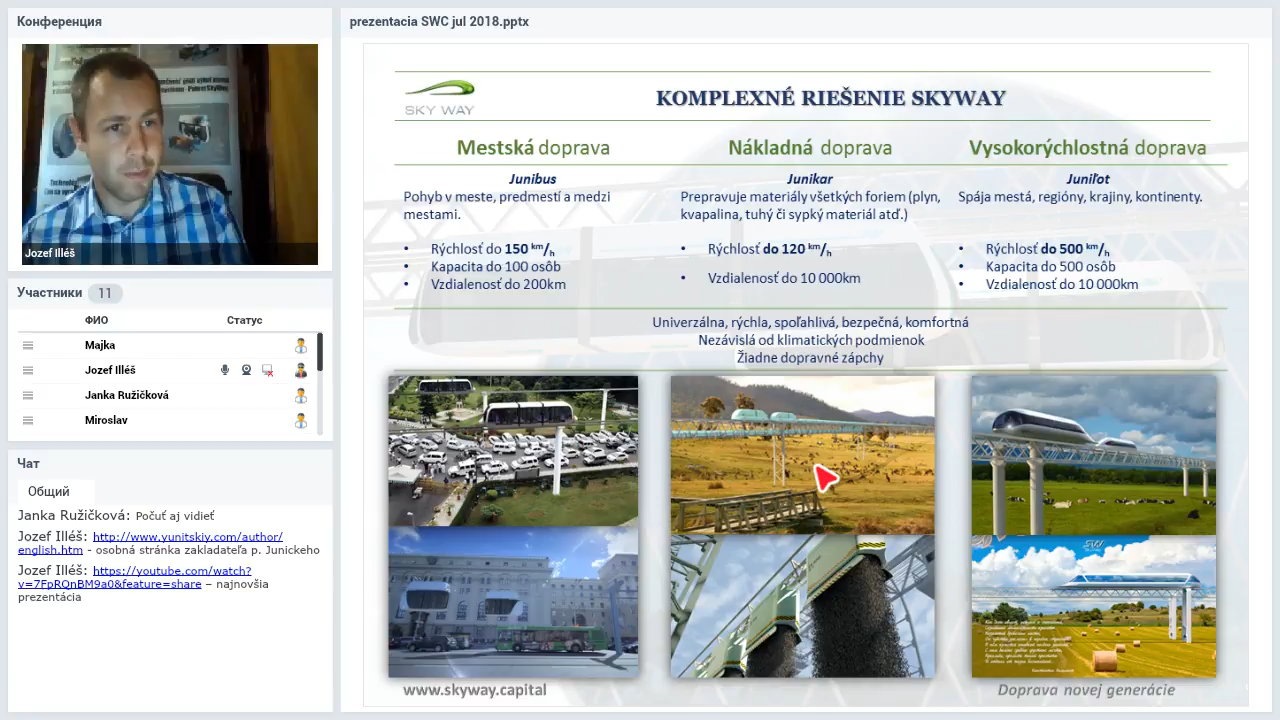 Конференция
Jozef Illéš
Участники 11
ФИО Статус
Majka
Jozef Illéš
Janka Ružičková
Miroslav
Чат
Общий
Janka Ružičková: Počuť aj vidieť
Jozef Illéš: http://www.yunitskiy.com/author/
english.htm - osobná stránka zakladateľa p. Junickeho
Jozef Illéš: https://youtube.com/watch?
v=7FpRQnBM9a0&feature=share – najnovšia
prezentácia
prezentacia SWC jul 2018.pptx
SKY WAY
KOMPLEXNÉ RIEŠENIE SKYWAY
Mestská doprava
Junibus
Pohyb v meste, predmestí a medzi
mestami.
• Rýchlosť do 150 km/h
• Kapacita do 100 osôb
• Vzdialenosť do 200km
Nákladná doprava
Junikar
Prepravuje materiály všetkých foriem (plyn,
kvapalina, tuhý či sypký materiál atď.)
• Rýchlosť do 120 km/h
• Vzdialenosť do 10 000km
Vysokorýchlostná doprava
Juniľot
Spája mestá, regióny, krajiny, kontinenty.
• Rýchlosť do 500 km/h
• Kapacita do 500 osôb
• Vzdialenosť do 10 000km
Univerzálna, rýchla, spoľahlivá, bezpečná, komfortná
Nezávislá od klimatických podmienok
Žiadne dopravné zápchy
www.skyway.capital
Doprava novej generácie